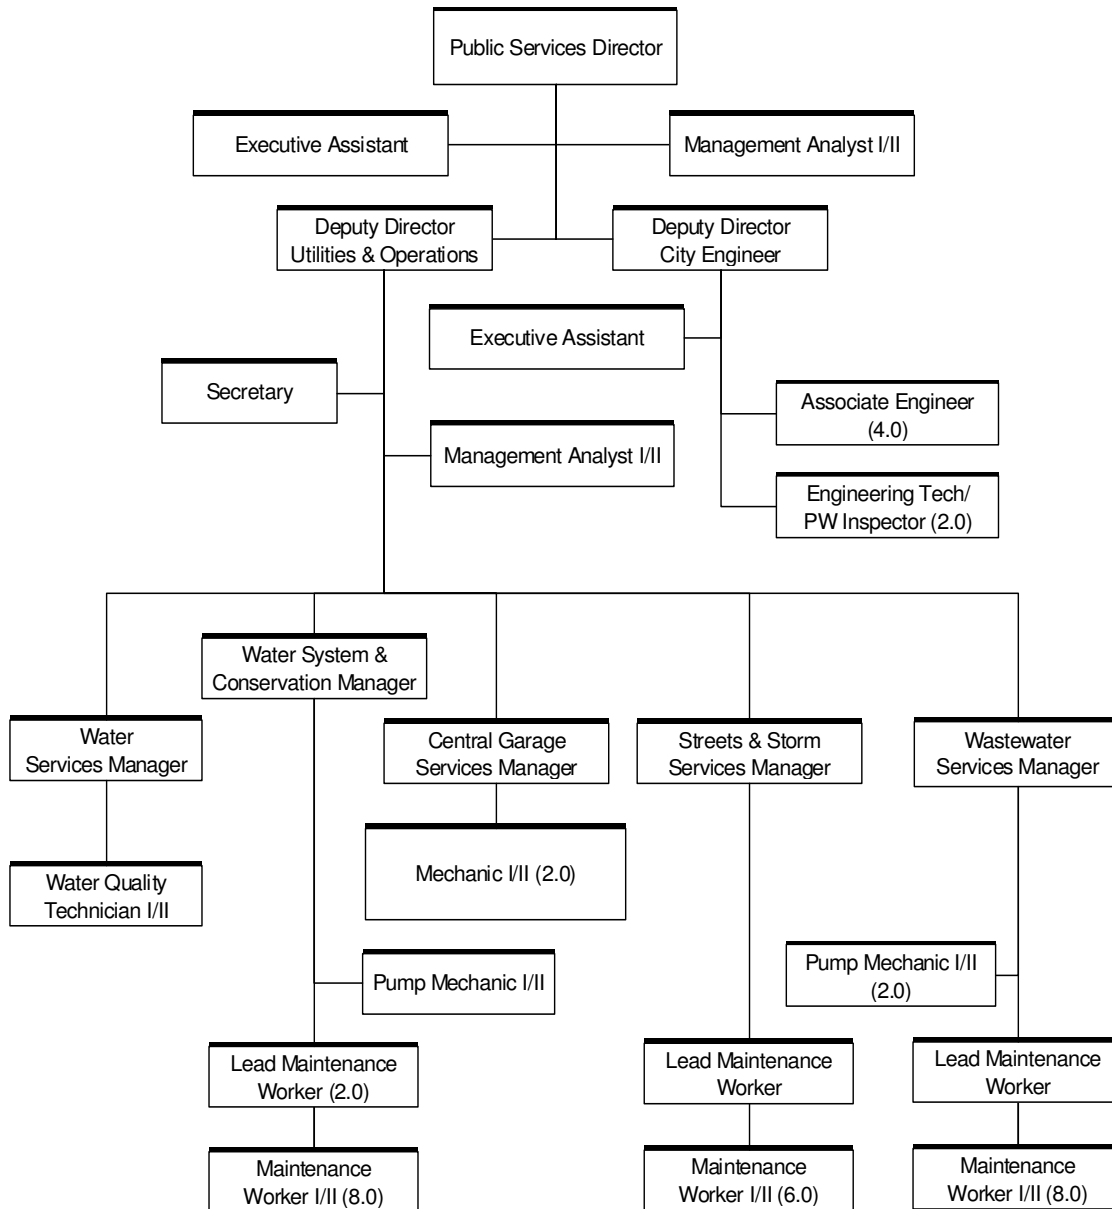 Public Services Director
Executive Assistant
Management Analyst I/II
Deputy Director
Utilities & Operations
Deputy Director
City Engineer
Executive Assistant
Secretary
Associate Engineer
(4.0)
Management Analyst I/II
Engineering Tech/
PW Inspector (2.0)
Water System &
Conservation Manager
Water
Services Manager
Central Garage
Services Manager
Streets & Storm
Services Manager
Wastewater
Services Manager
Mechanic I/II (2.0)
Water Quality
Technician I/II
Pump Mechanic I/II
Pump Mechanic I/II
(2.0)
Lead Maintenance
Worker (2.0)
Lead Maintenance
Worker
Lead Maintenance
Worker
Maintenance
Worker I/II (8.0)
Maintenance
Worker I/II (6.0)
Maintenance
Worker I/II (8.0)